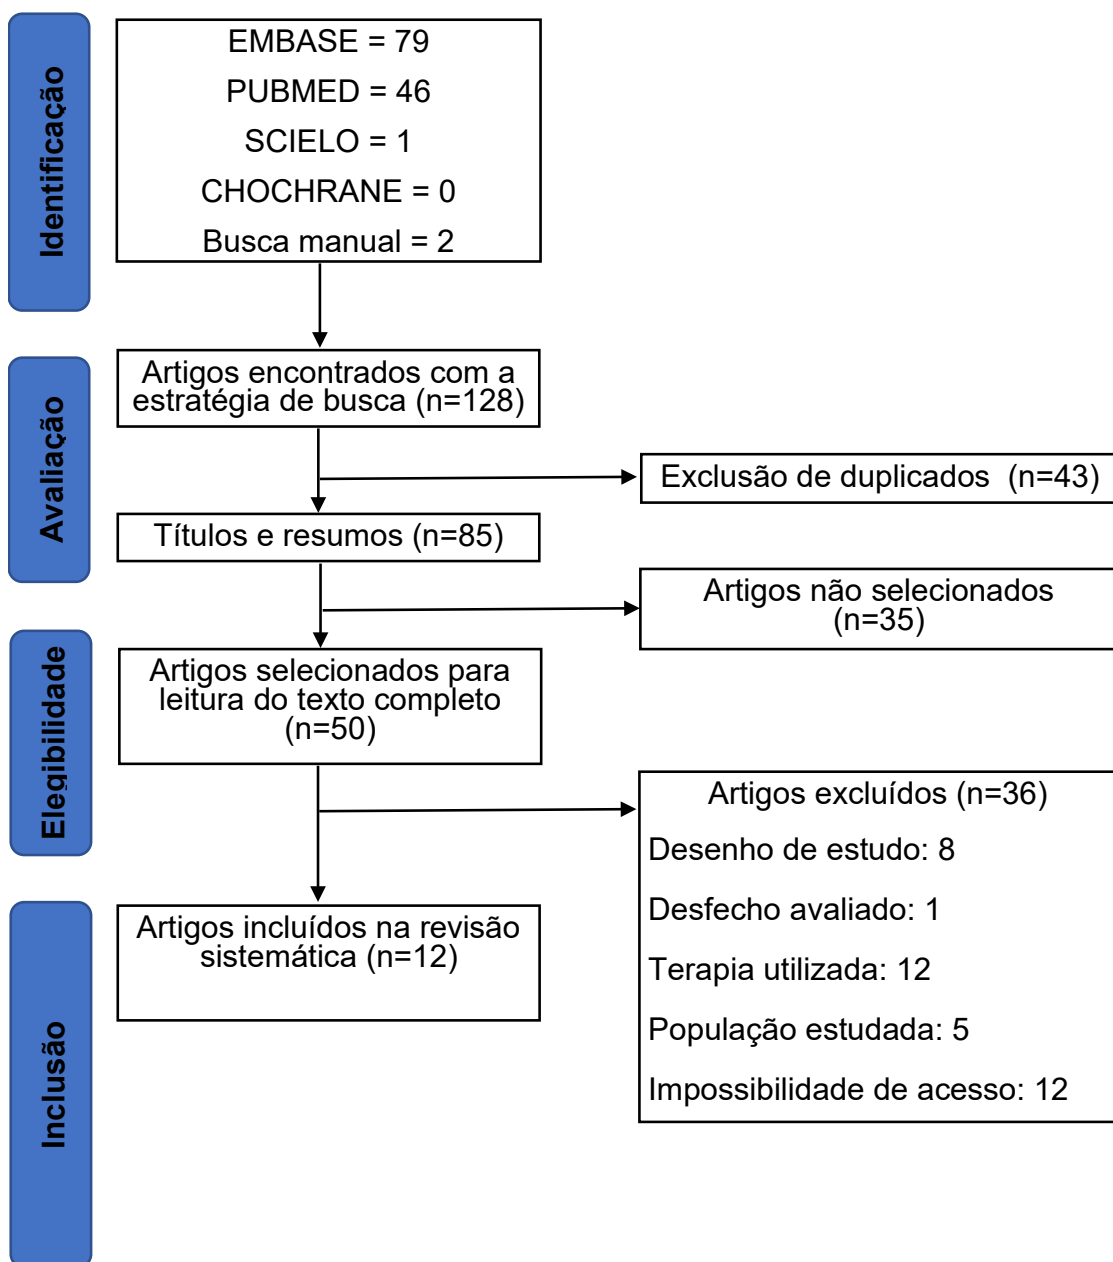 Identificação
EMBASE = 79
PUBMED = 46
SCIELO = 1
CHOCHRANE = 0
Busca manual = 2
Avaliação
Artigos encontrados com a
estratégia de busca (n=128)
Exclusão de duplicados (n=43)
Títulos e resumos (n=85)
Artigos não selecionados
(n=35)
Elegibilidade
Artigos selecionados para
leitura do texto completo
(n=50)
Artigos excluídos (n=36)
Desenho de estudo: 8
Desfecho avaliado: 1
Terapia utilizada: 12
População estudada: 5
Impossibilidade de acesso: 12
Inclusão
Artigos incluídos na revisão
sistemática (n=12)